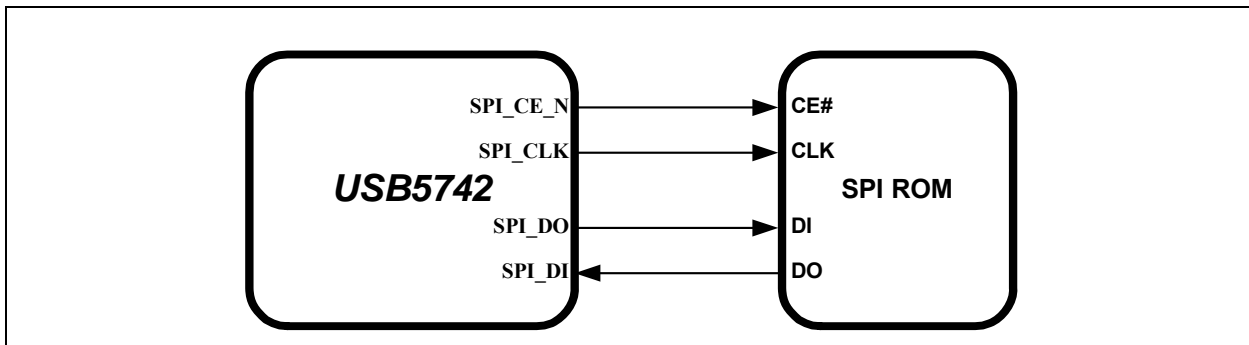 SPI_CE_N CE#
SPI_CLK CLK
USB5742 SPI ROM
SPI_DO DI
SPI_DI DO